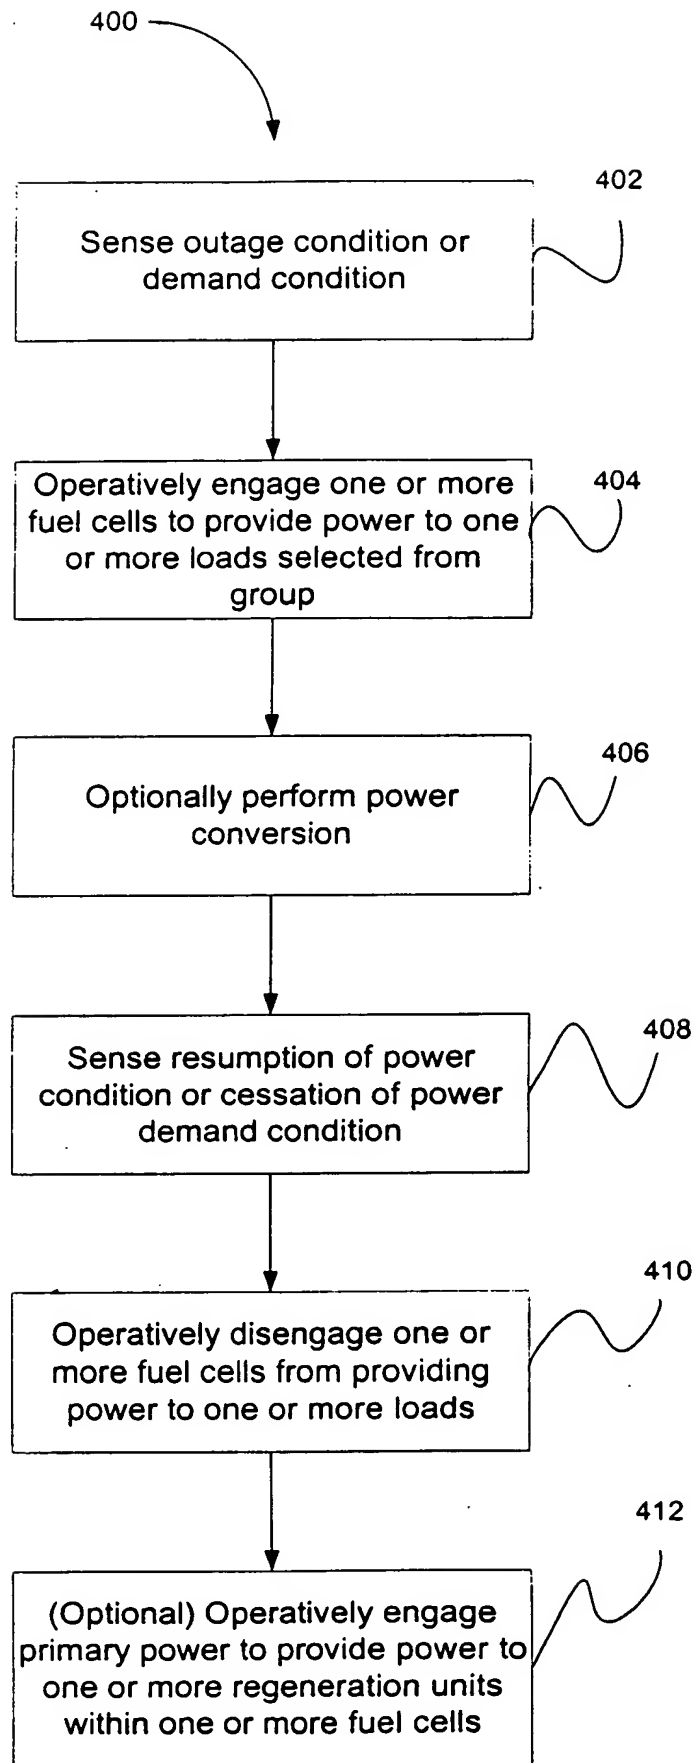 400
402
Sense outage condition or
demand condition
404
Operatively engage one or more
fuel cells to provide power to one
or more loads selected from
group
406
Optionally perform power
conversion
408
Sense resumption of power
condition or cessation of power
demand condition
410
Operatively disengage one or
more fuel cells from providing
power to one or more loads
412
(Optional) Operatively engage
primary power to provide power to
one or more regeneration units
within one or more fuel cells